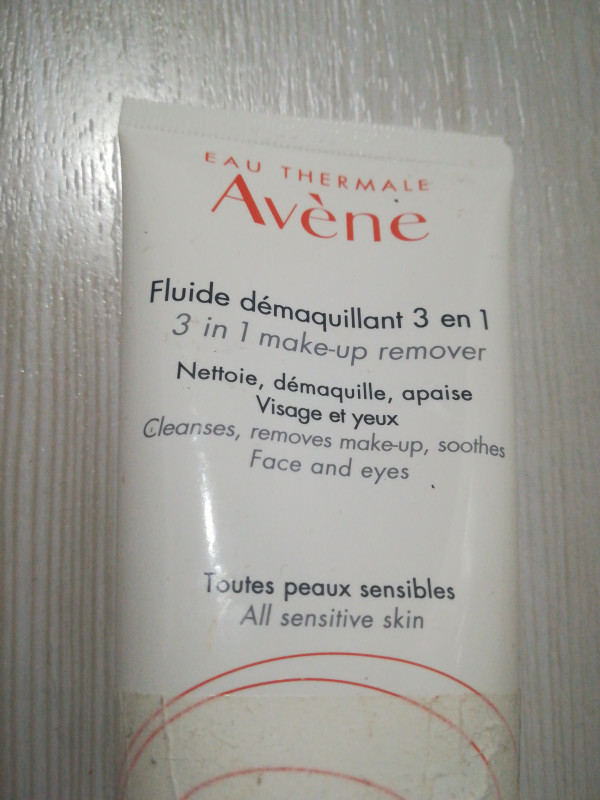 EAU THERMALE
Avène
Fluide démaquillant 3 en 1
3 in 1 make-up remover
Nettoie, démaquille, apaise
Visage et yeux
Cleanses, removes make-up, soothes
Face and eyes
Toutes peaux sensibles
All sensitive skin